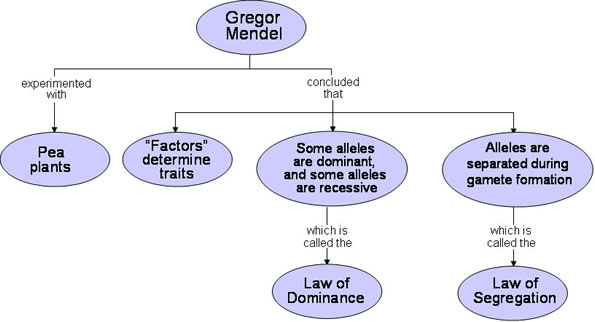 Gregor
Mendel
experimented
with
concluded
that
Pea
plants
"Factors"
determine
traits
Some alleles
are dominant,
and some alleles
are recessive
Alleles are
separated during
gamete formation
which is
called the
which is
called the
Law of
Dominance
Law of
Segregation